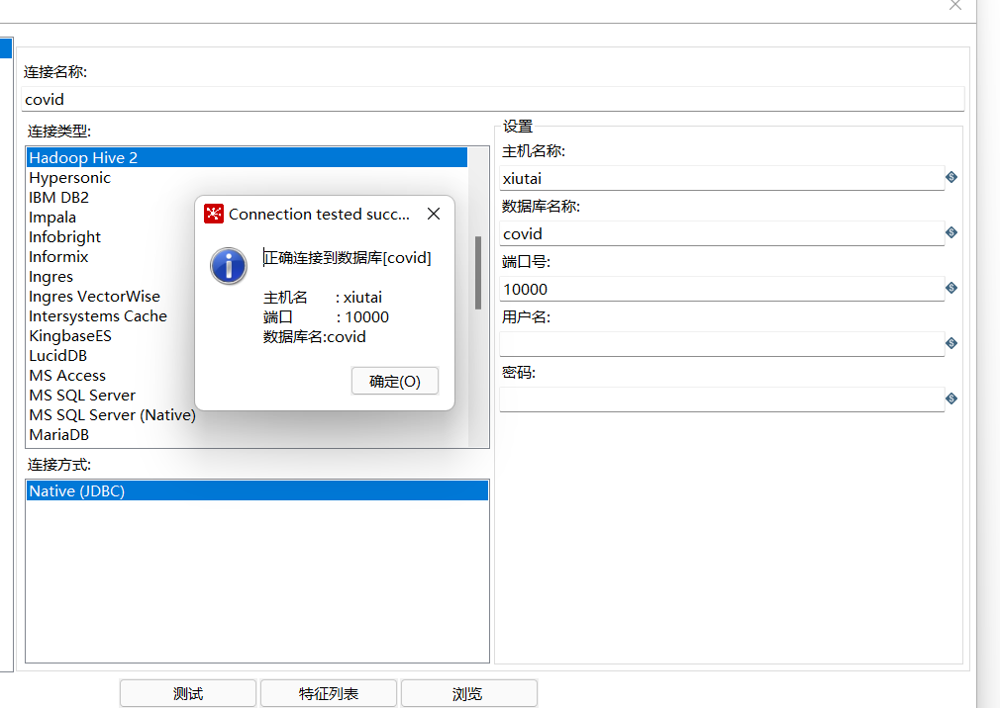 连接名称:
covid
连接类型:
Hadoop Hive 2
Hypersonic
IBM DB2
Impala
Infobright
Informix
Ingres
Ingres VectorWise
Intersystems Cache
KingbaseES
LucidDB
MS Access
MS SQL Server
MS SQL Server (Native)
MariaDB
连接方式:
Native (JDBC)
设置
主机名称:
xiutai
数据库名称:
covid
端口号:
10000
用户名:
密码:
Connection tested succ...
正确连接到数据库[covid]
主机名 : xiutai
端口 : 10000
数据库名:covid
确定(O)
测试
特征列表
浏览